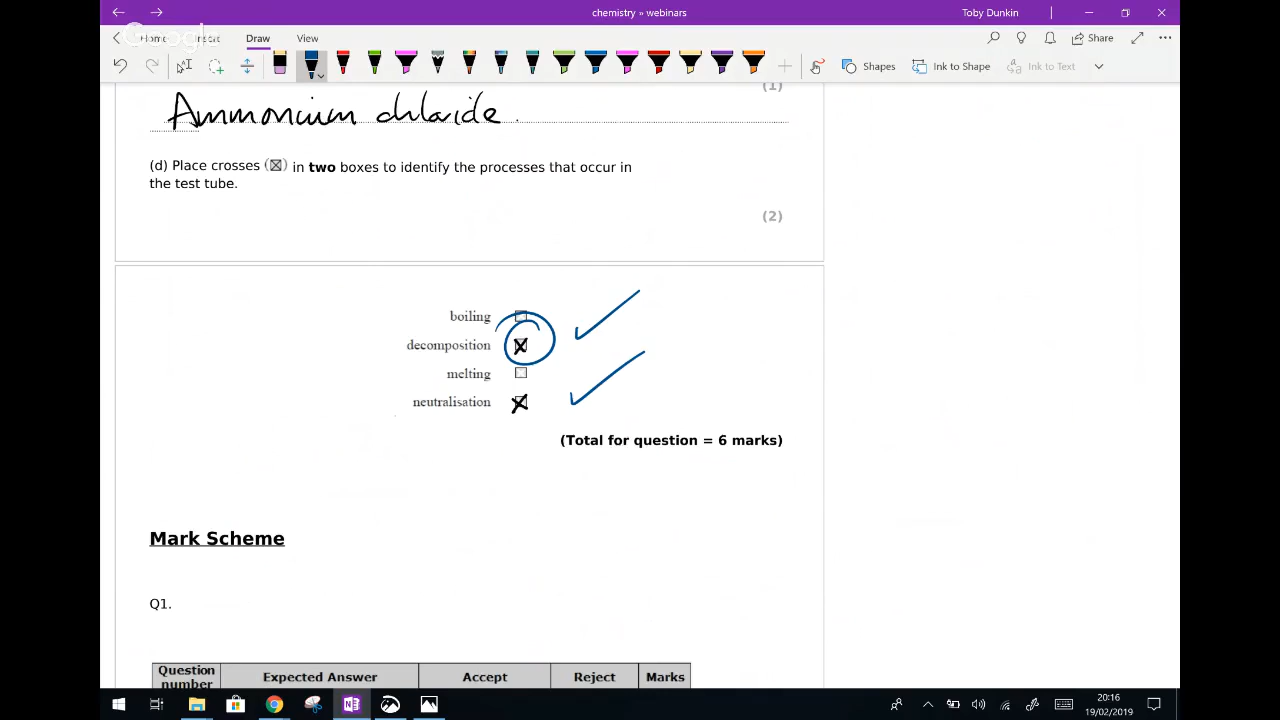 chemistry » webinars
Toby Dunkin
Google
Home
Draw
View
Shapes
Ink to Shape
Ink to Text
Share
(1)
Ammonium chloride.
(d) Place crosses (☒) in two boxes to identify the processes that occur in
the test tube.
(2)
boiling
decomposition
melting
neutralisation
(Total for question = 6 marks)
Mark Scheme
Q1.
Question number Expected Answer Accept Reject Marks
20:16
19/02/2019